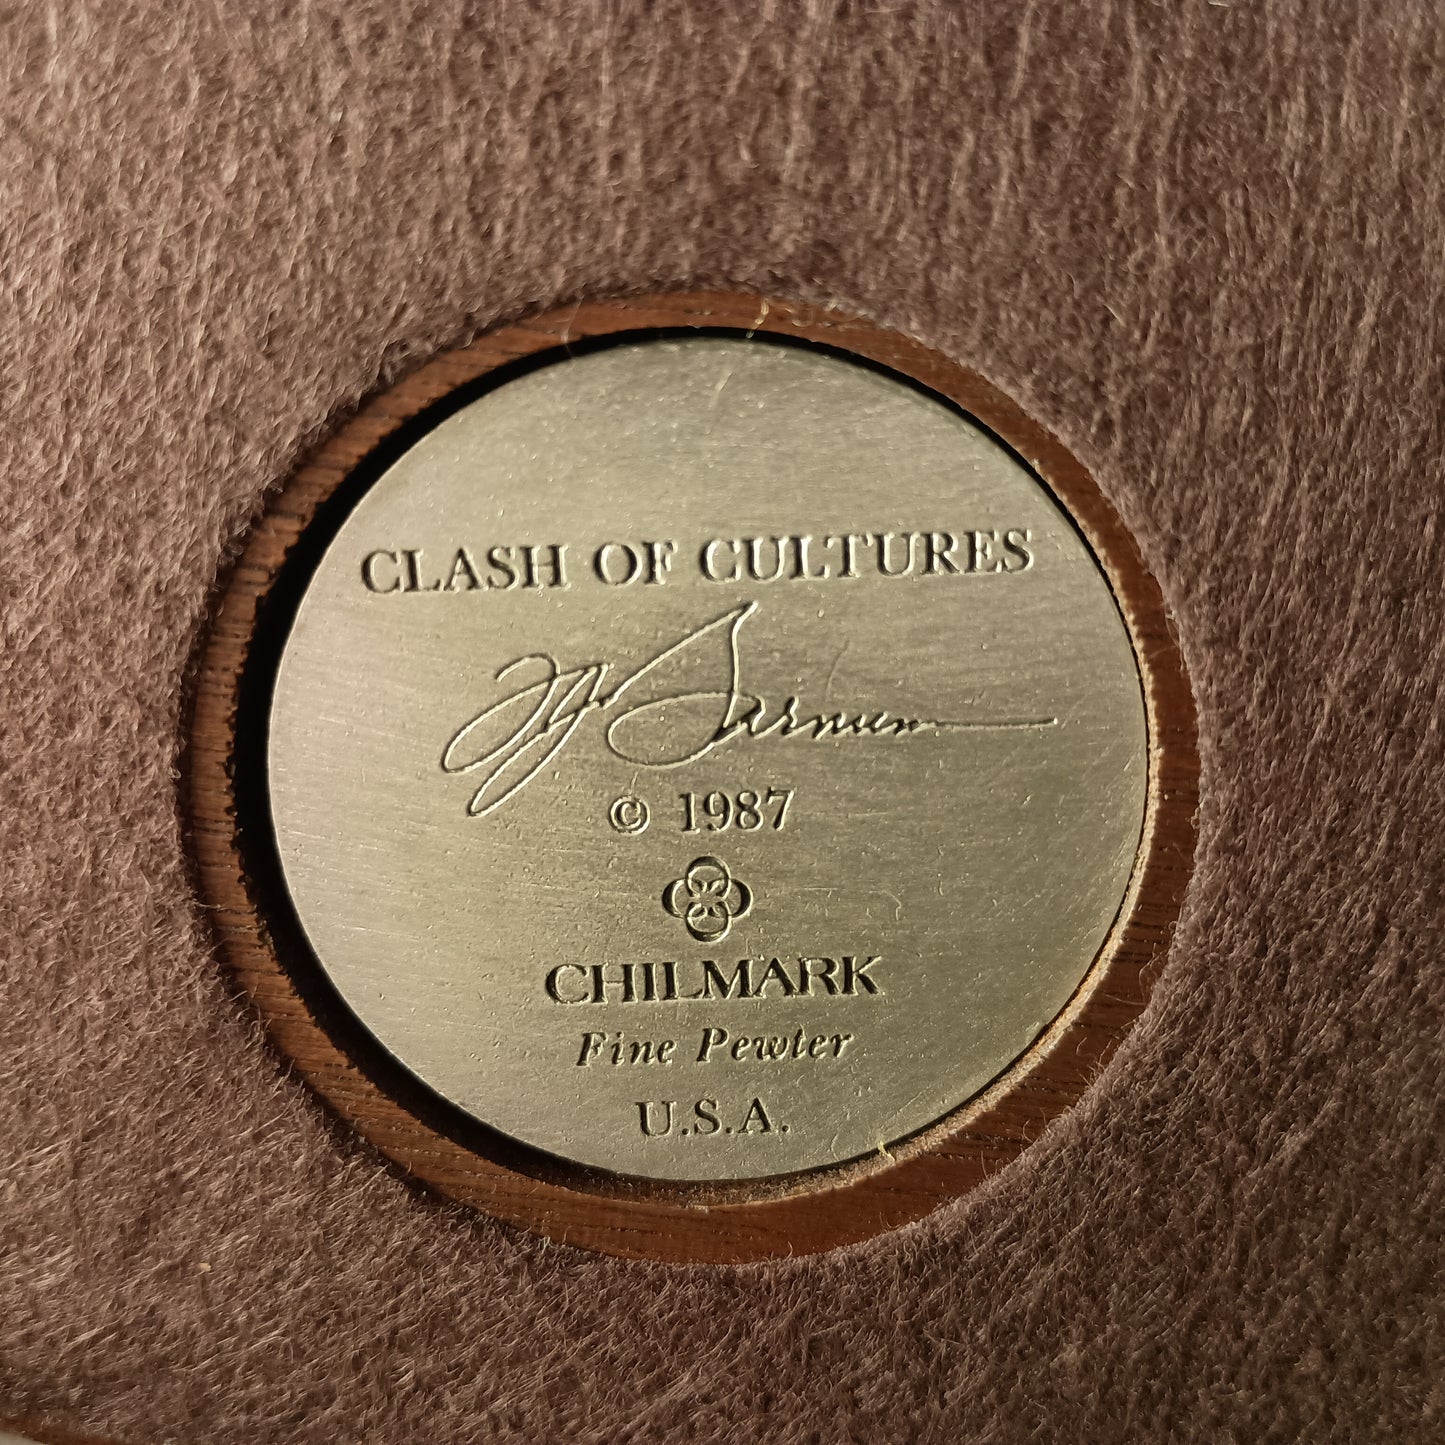 CLASH OF CULTURES
© 1987
CHILMARK
Fine Pewter
U.S.A.